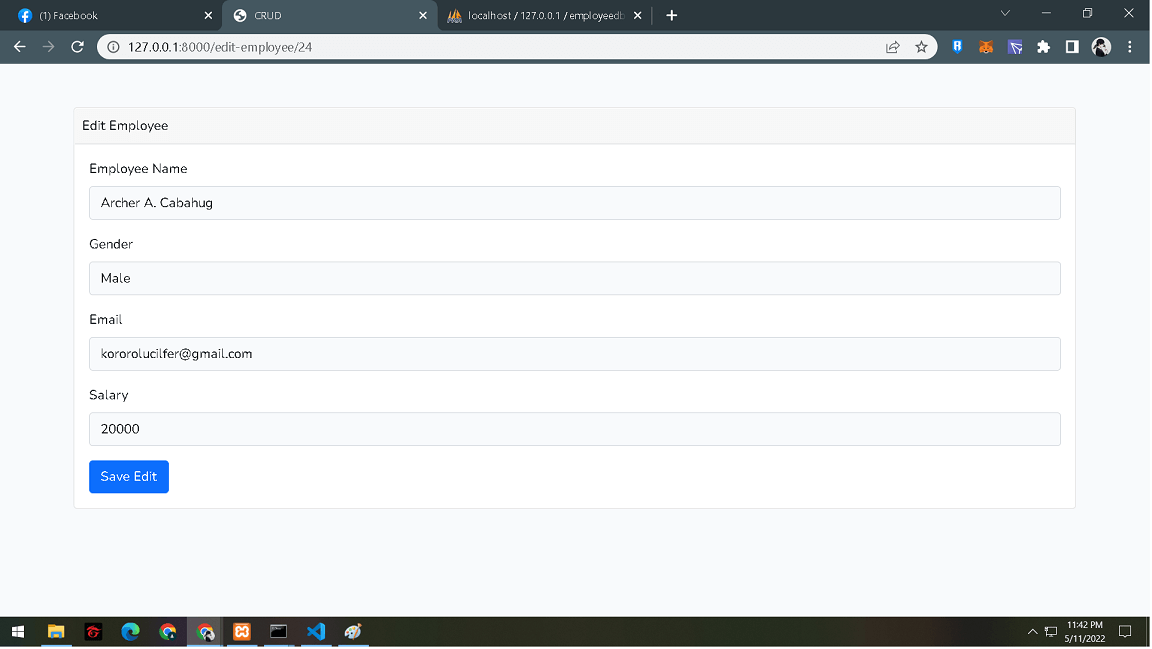 (1) Facebook
CRUD
localhost / 127.0.0.1 / employeedb
127.0.0.1:8000/edit-employee/24
Edit Employee
Employee Name
Archer A. Cabahug
Gender
Male
Email
kororolucilfer@gmail.com
Salary
20000
Save Edit
11:42 PM
5/11/2022